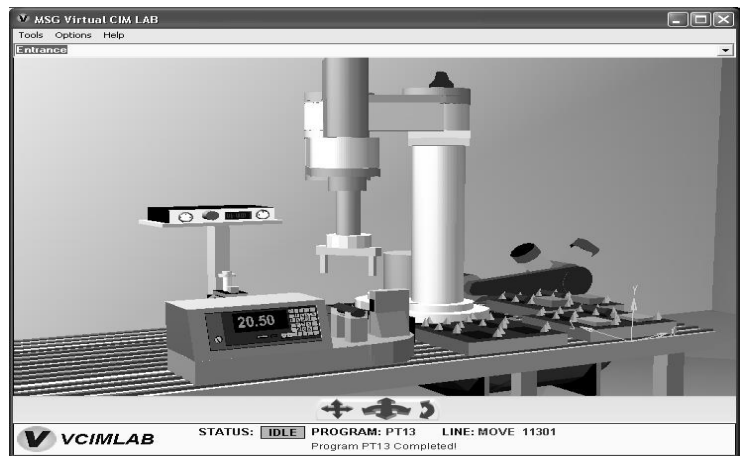 MSG Virtual CIM LAB
Tools Options Help
Entrance
20.50
VCIMLAB
STATUS: IDLE PROGRAM: PT13 LINE: MOVE 11301
Program PT13 Completed!